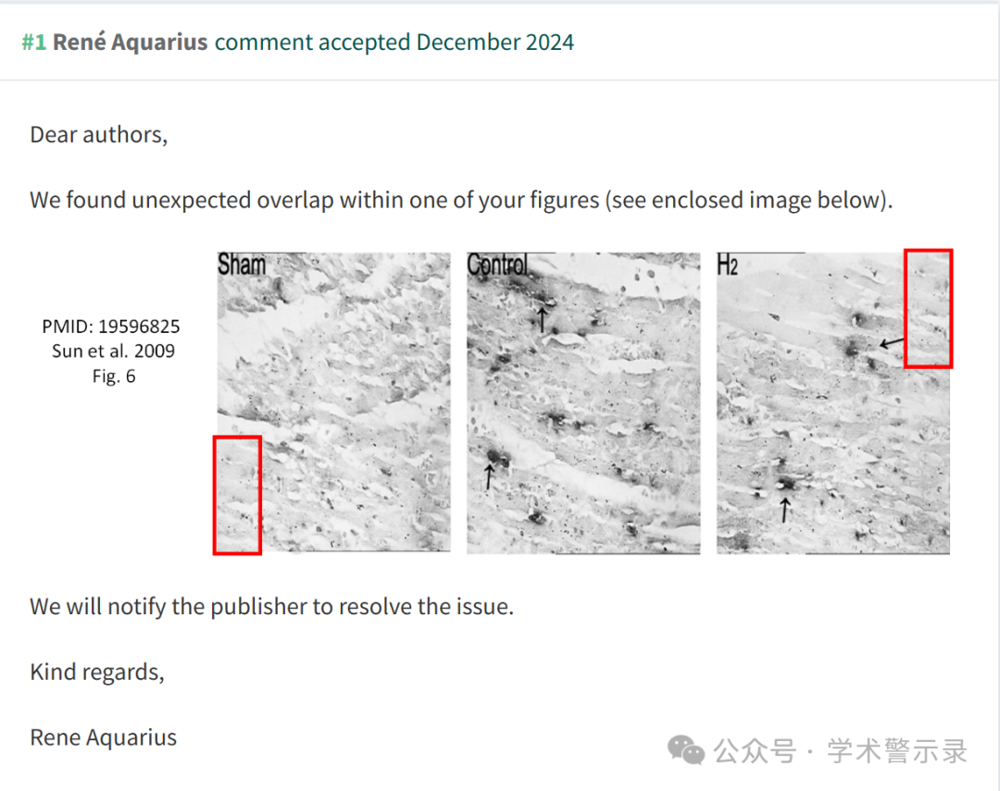 #1 René Aquarius comment accepted December 2024
Dear authors,
We found unexpected overlap within one of your figures (see enclosed image below).
PMID: 19596825
Sun et al. 2009
Fig. 6
Sham
Control
H2
We will notify the publisher to resolve the issue.
Kind regards,
Rene Aquarius
公众号 · 学术警示录